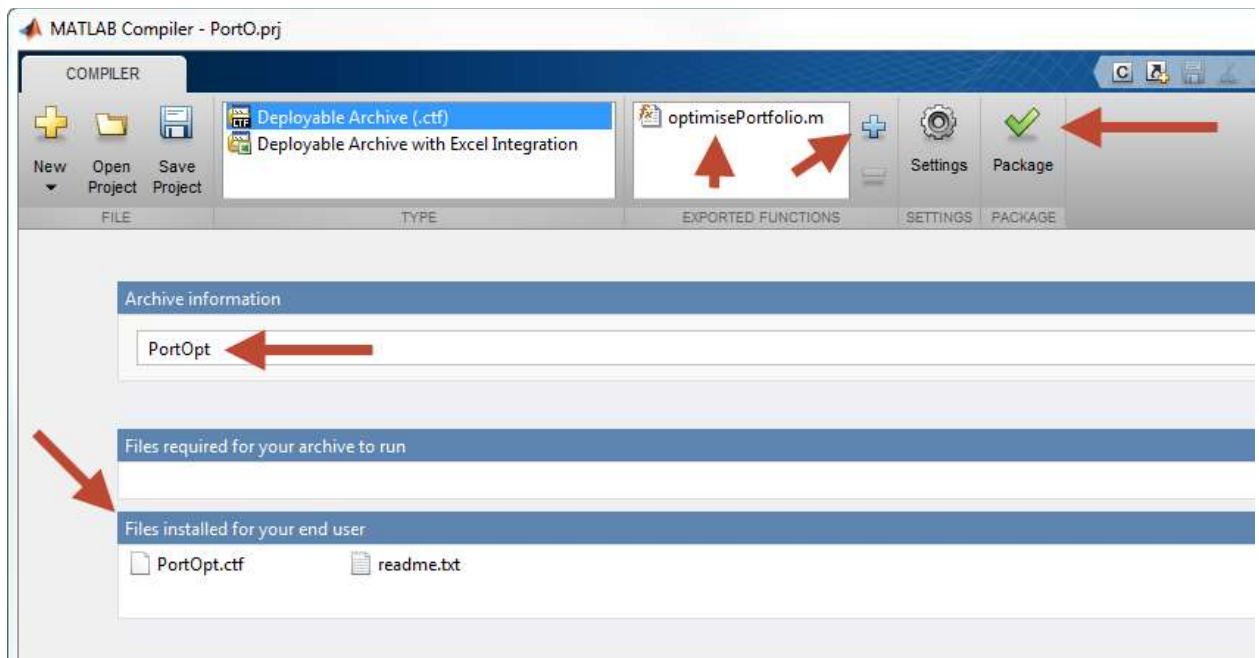 MATLAB Compiler - PortO.prj
COMPILER
C
New
Open Project
Save Project
FILE
CTF
Deployable Archive (.ctf)
Deployable Archive with Excel Integration
TYPE
fx
optimisePortfolio.m
EXPORTED FUNCTIONS
Settings
SETTINGS
Package
PACKAGE
Archive information
PortOpt
Files required for your archive to run
Files installed for your end user
PortOpt.ctf
readme.txt